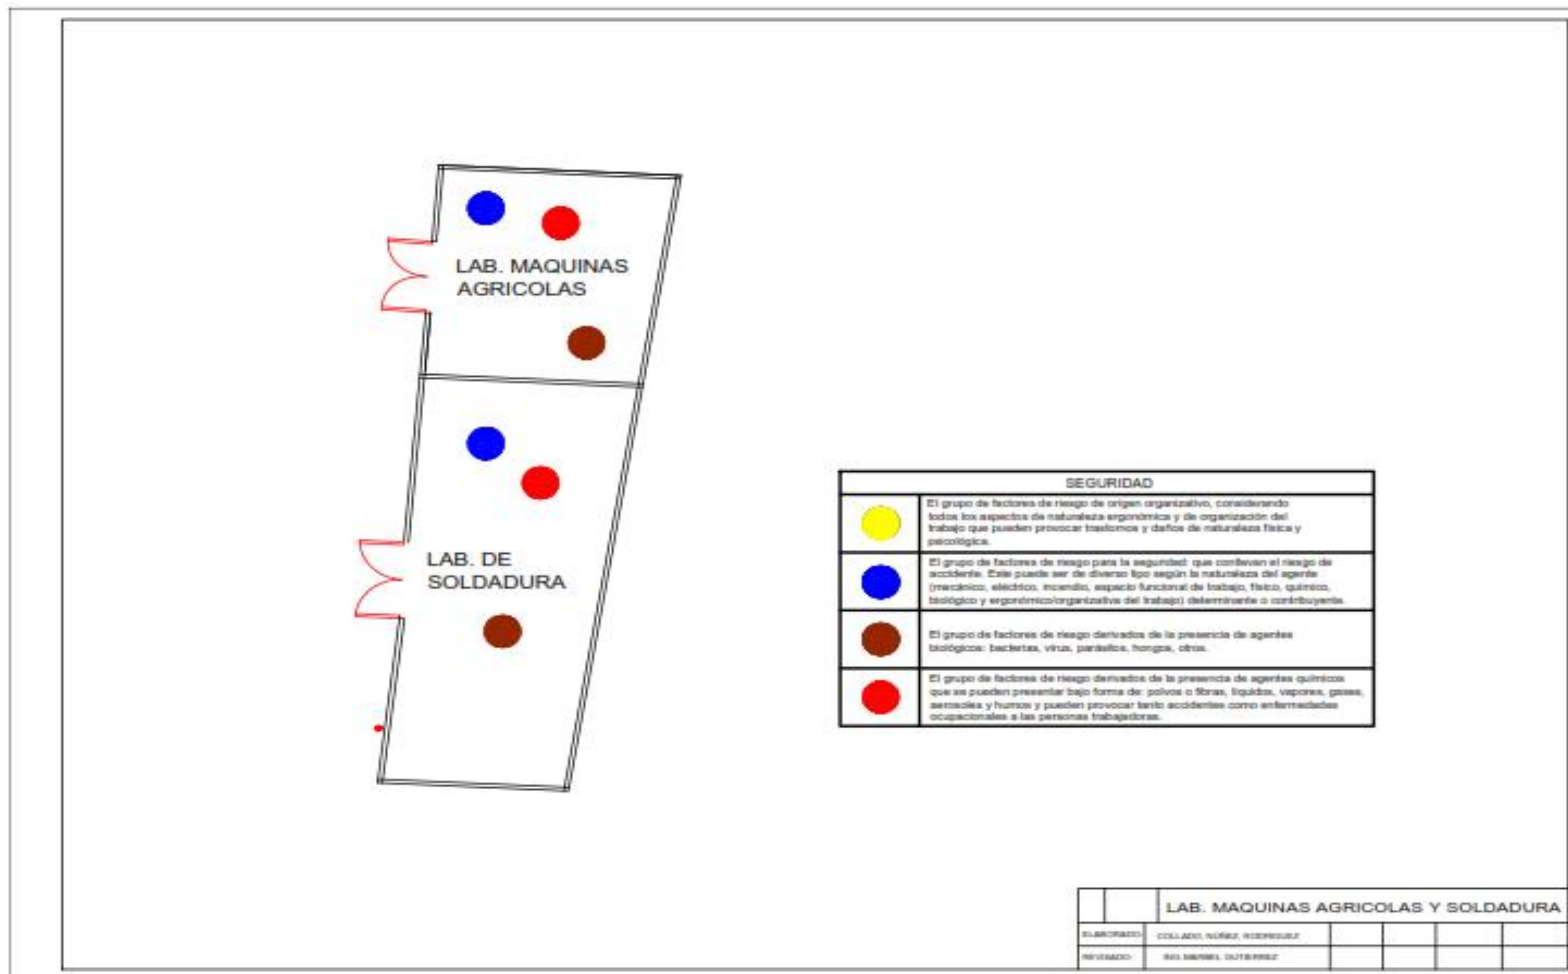 LAB. MAQUINAS
AGRICOLAS
LAB. DE
SOLDADURA
SEGURIDAD
El grupo de factores de riesgo de origen organizativo, considerando
todos los aspectos de naturaleza ergonómica y de organización del
trabajo que pueden provocar trastornos y daños de naturaleza física y
psicológica.
El grupo de factores de riesgo para la seguridad: que conllevan el riesgo de
accidente. Este puede ser de diverso tipo según la naturaleza del agente
(mecánico, eléctrico, incendio, espacio funcional de trabajo, físico, químico,
biológico y ergonómico/organizativa del trabajo) determinante o contribuyente.
El grupo de factores de riesgo derivados de la presencia de agentes
biológicos: bacterias, virus, parásitos, hongos, otros.
El grupo de factores de riesgo derivados de la presencia de agentes químicos
que se pueden presentar bajo forma de: polvos o fibras, líquidos, vapores, gases,
aerosoles y humos y pueden provocar tanto accidentes como enfermedades
ocupacionales a las personas trabajadoras.
LAB. MAQUINAS AGRICOLAS Y SOLDADURA
ELABORADO: COLLADO, NUÑEZ, RODRIGUEZ
REVISADO: ING. MARIBEL GUTIERREZ